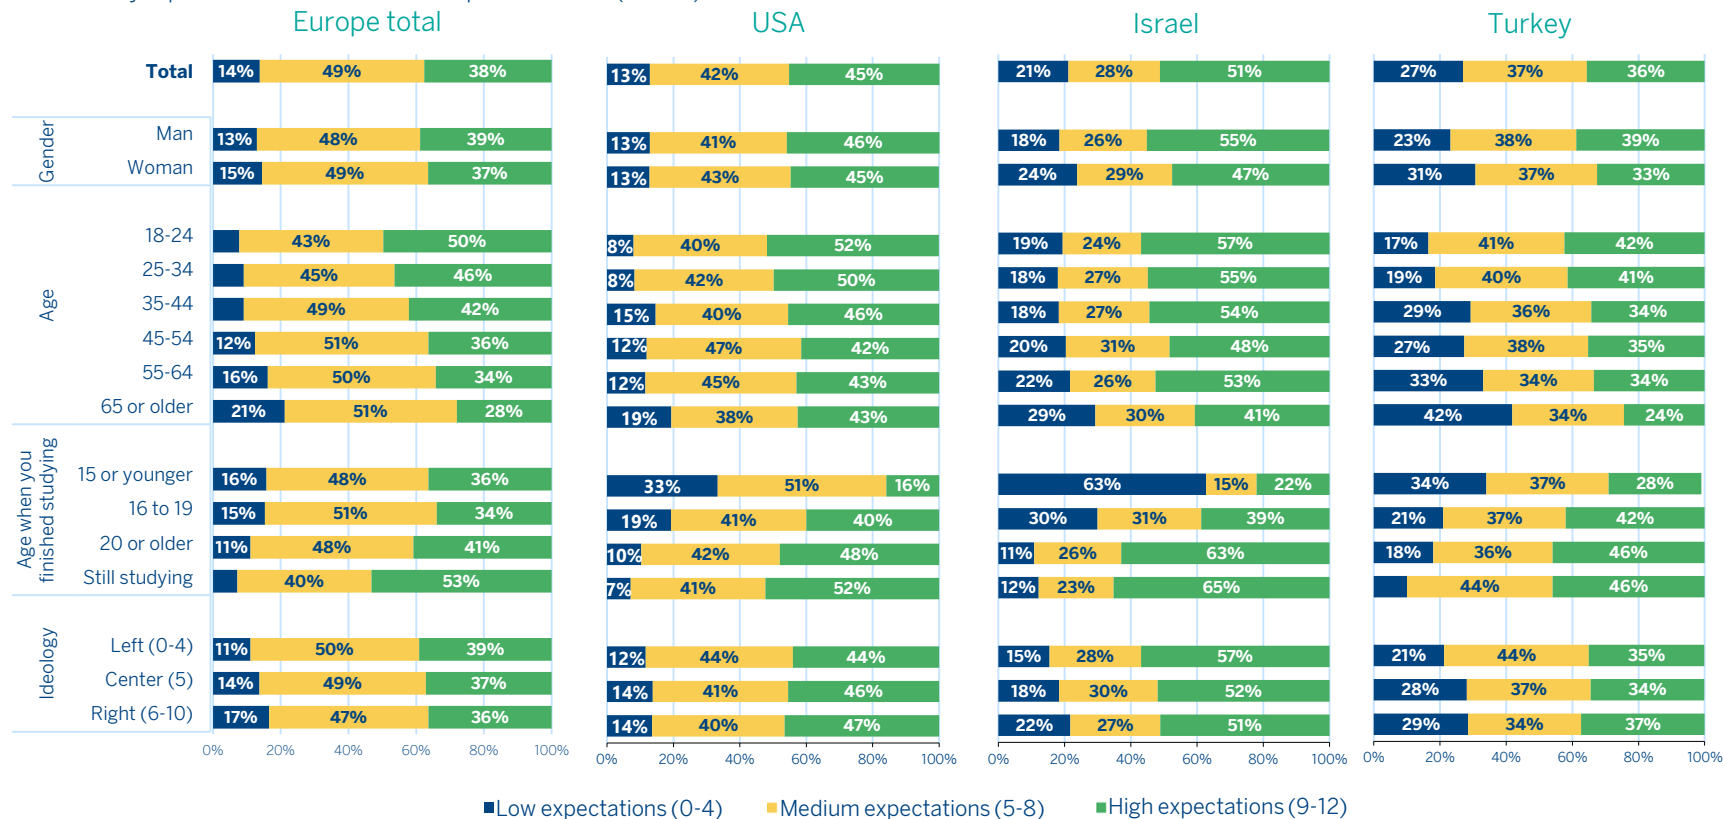 Europe total USA Israel Turkey
Total 14% 49% 38% 13% 42% 45% 21% 28% 51% 27% 37% 36%
Gender
Man 13% 48% 39% 13% 41% 46% 18% 26% 55% 23% 38% 39%
Woman 15% 49% 37% 13% 43% 45% 24% 29% 47% 31% 37% 33%
Age
18-24 43% 50% 8% 40% 52% 19% 24% 57% 17% 41% 42%
25-34 45% 46% 8% 42% 50% 18% 27% 55% 19% 40% 41%
35-44 49% 42% 15% 40% 46% 18% 27% 54% 29% 36% 34%
45-54 12% 51% 36% 12% 47% 42% 20% 31% 48% 27% 38% 35%
55-64 16% 50% 34% 12% 45% 43% 22% 26% 53% 33% 34% 34%
65 or older 21% 51% 28% 19% 38% 43% 29% 30% 41% 42% 34% 24%
Age when you
finished studying
15 or younger 16% 48% 36% 33% 51% 16% 63% 15% 22% 34% 37% 28%
16 to 19 15% 51% 34% 19% 41% 40% 30% 31% 39% 21% 37% 42%
20 or older 11% 48% 41% 10% 42% 48% 11% 26% 63% 18% 36% 46%
Still studying 40% 53% 7% 41% 52% 12% 23% 65% 44% 46%
Ideology
Left (0-4) 11% 50% 39% 12% 44% 44% 15% 28% 57% 21% 44% 35%
Center (5) 14% 49% 37% 14% 41% 46% 18% 30% 52% 28% 37% 34%
Right (6-10) 17% 47% 36% 14% 40% 47% 22% 27% 51% 29% 34% 37%
0% 20% 40% 60% 80% 100% 0% 20% 40% 60% 80% 100% 0% 20% 40% 60% 80% 100% 0% 20% 40% 60% 80% 100%
Low expectations (0-4) Medium expectations (5-8) High expectations (9-12)